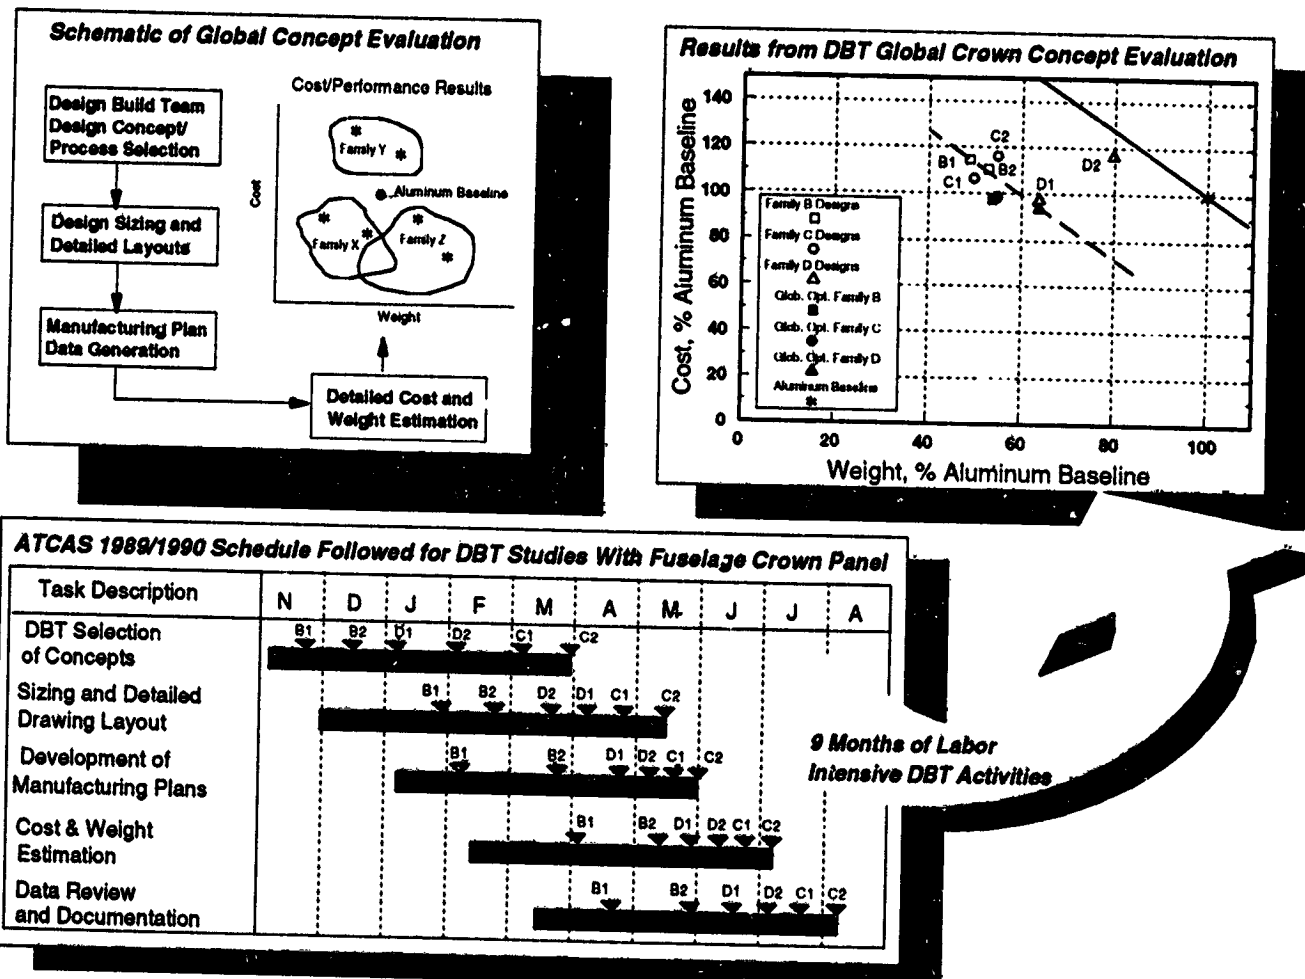 Schematic of Global Concept Evaluation
Design Build Team
Design Concept/
Process Selection
Design Sizing and
Detailed Layouts
Manufacturing Plan
Data Generation
Detailed Cost and
Weight Estimation
Cost/Performance Results
Cost
Family Y
Aluminum Baseline
Family X
Family Z
Weight
Results from DBT Global Crown Concept Evaluation
Cost, % Aluminum Baseline
140
120
100
80
60
40
20
0
0
40
60
80
100
Weight, % Aluminum Baseline
C2
B1
B2
C1
D1
D2
Family B Designs
Family C Designs
Family D Designs
Glob. Opt. Family B
Glob. Opt. Family C
Glob. Opt. Family D
Aluminum Baseline
ATCAS 1989/1990 Schedule Followed for DBT Studies With Fuselage Crown Panel
Task Description N D J F M A M J J A
DBT Selection
of Concepts
B1 B2 D1 D2 C1 C2
Sizing and Detailed
Drawing Layout
B1 B2 D2 D1 C1 C2
Development of
Manufacturing Plans
B1 B2 D1 D2 C1 C2
Cost & Weight
Estimation
B1 B2 D1 D2 C1 C2
Data Review
and Documentation
B1 B2 D1 D2 C1 C2
9 Months of Labor
Intensive DBT Activities